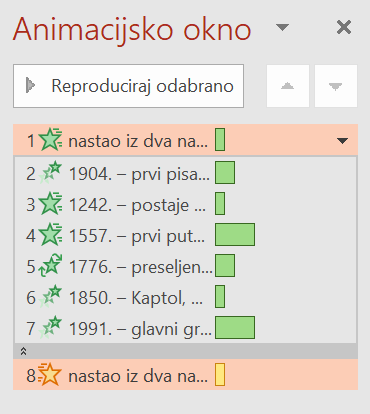 Animacijsko okno
Reproduciraj odabrano
1 nastao iz dva na...
2 1904. – prvi pisa...
3 1242. – postaje ...
4 1557. – prvi put...
5 1776. – preseljen...
6 1850. – Kaptol, ...
7 1991. – glavni gr...
8 nastao iz dva na...